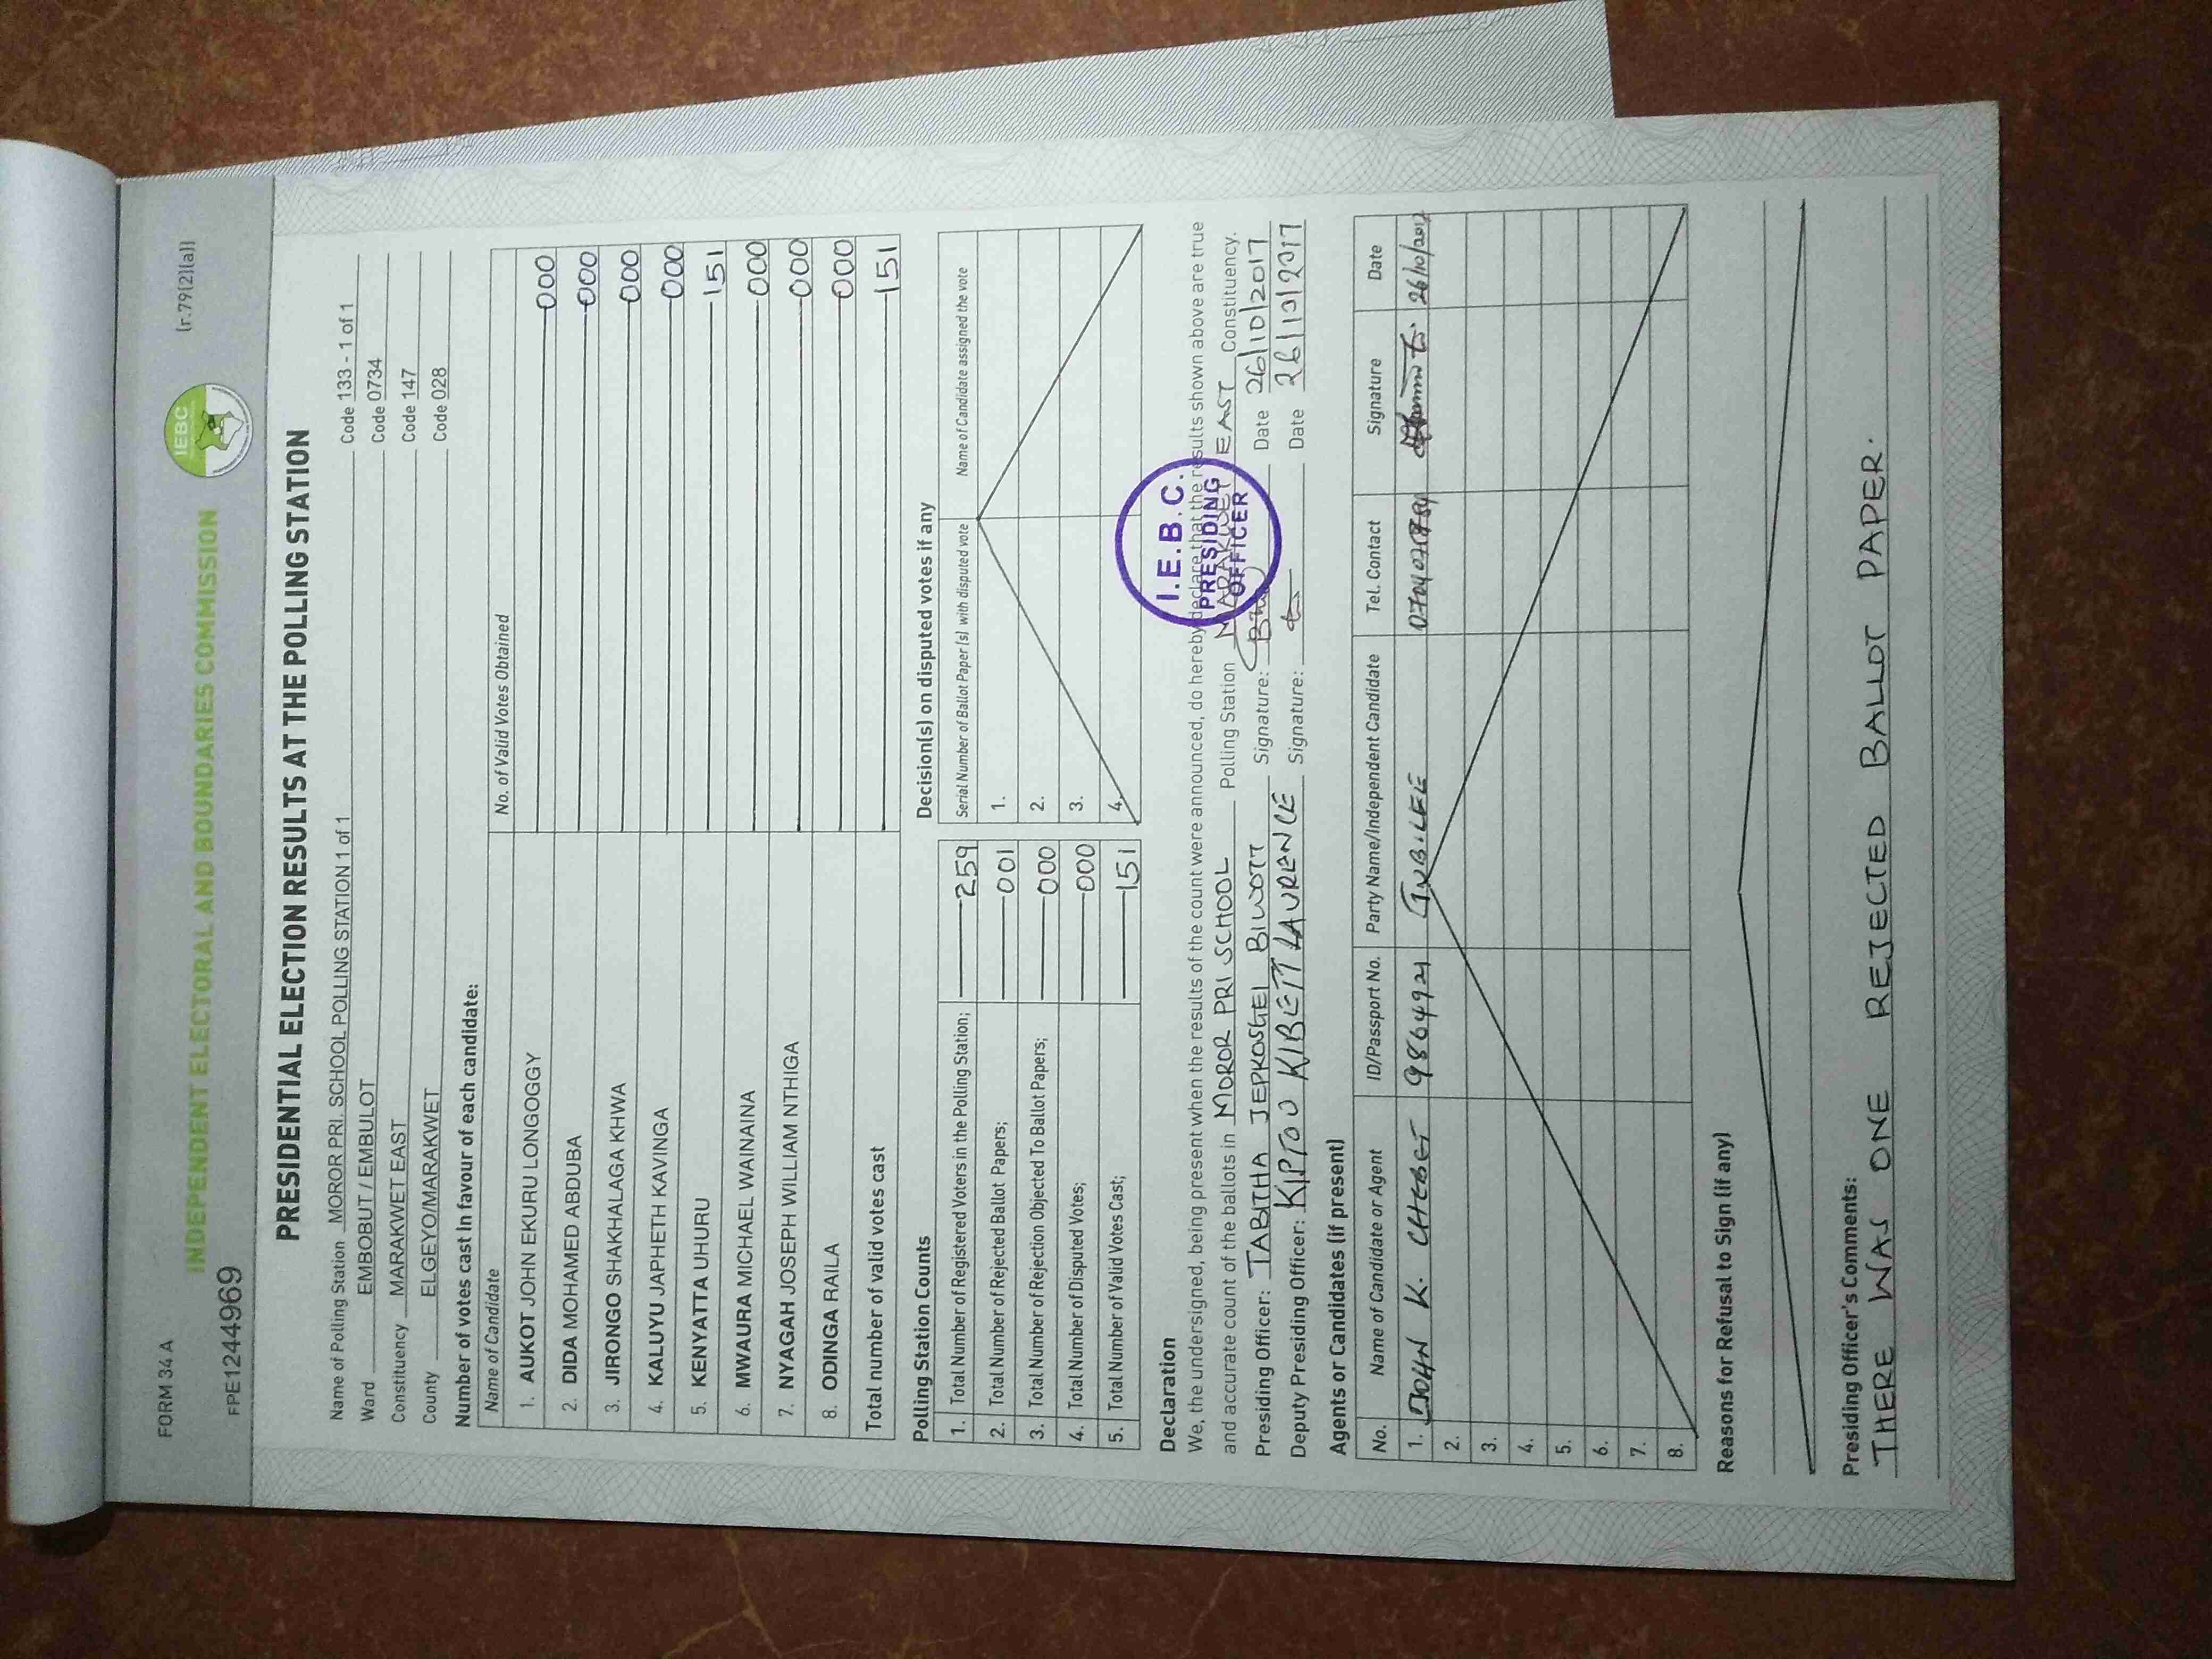 FORM 34 A
(r.79(2)(a))
INDEPENDENT ELECTORAL AND BOUNDARIES COMMISSION
IEBC
FPE1244969
PRESIDENTIAL ELECTION RESULTS AT THE POLLING STATION
Name of Polling Station MOROR PRI. SCHOOL POLLING STATION 1 of 1 Code 133 - 1 of 1
Ward EMBOBUT / EMBULOT Code 0734
Constituency MARAKWET EAST Code 147
County ELGEYO/MARAKWET Code 028
Number of votes cast in favour of each candidate:
Name of Candidate No. of Valid Votes Obtained
1. AUKOT JOHN EKURU LONGOGGY 000
2. DIDA MOHAMED ABDUBA 000
3. JIRONGO SHAKHALAGA KHWA 000
4. KALUYU JAPHETH KAVINGA 000
5. KENYATTA UHURU 151
6. MWAURA MICHAEL WAINAINA 000
7. NYAGAH JOSEPH WILLIAM NTHIGA 000
8. ODINGA RAILA 000
Total number of valid votes cast 151
Polling Station Counts
1. Total Number of Registered Voters in the Polling Station; 259
2. Total Number of Rejected Ballot Papers; 001
3. Total Number of Rejection Objected To Ballot Papers; 000
4. Total Number of Disputed Votes; 000
5. Total Number of Valid Votes Cast; 151
Decision(s) on disputed votes if any
Serial Number of Ballot Paper (s) with disputed vote Name of Candidate assigned the vote
1.
2.
3.
4.
Declaration
We, the undersigned, being present when the results of the count were announced, do hereby declare that the results shown above are true
and accurate count of the ballots in MOROR PRI SCHOOL Polling Station MARAKWET EAST Constituency.
Presiding Officer: TABITHA JEPKOSGEI BIWOTT Signature: Date 26/10/2017
Deputy Presiding Officer: KIPTOO KIBETT LAURENCE Signature: Date 26/10/2017
I.E.B.C.
PRESIDING
OFFICER
Agents or Candidates (if present)
No. Name of Candidate or Agent ID/Passport No. Party Name/Independent Candidate Tel. Contact Signature Date
1. JOHN K. CHEBET 9864921 JUBILEE 26/10/2017
2.
3.
4.
5.
6.
7.
8.
Reasons for Refusal to Sign (if any)
Presiding Officer's Comments:
THERE WAS ONE REJECTED BALLOT PAPER.